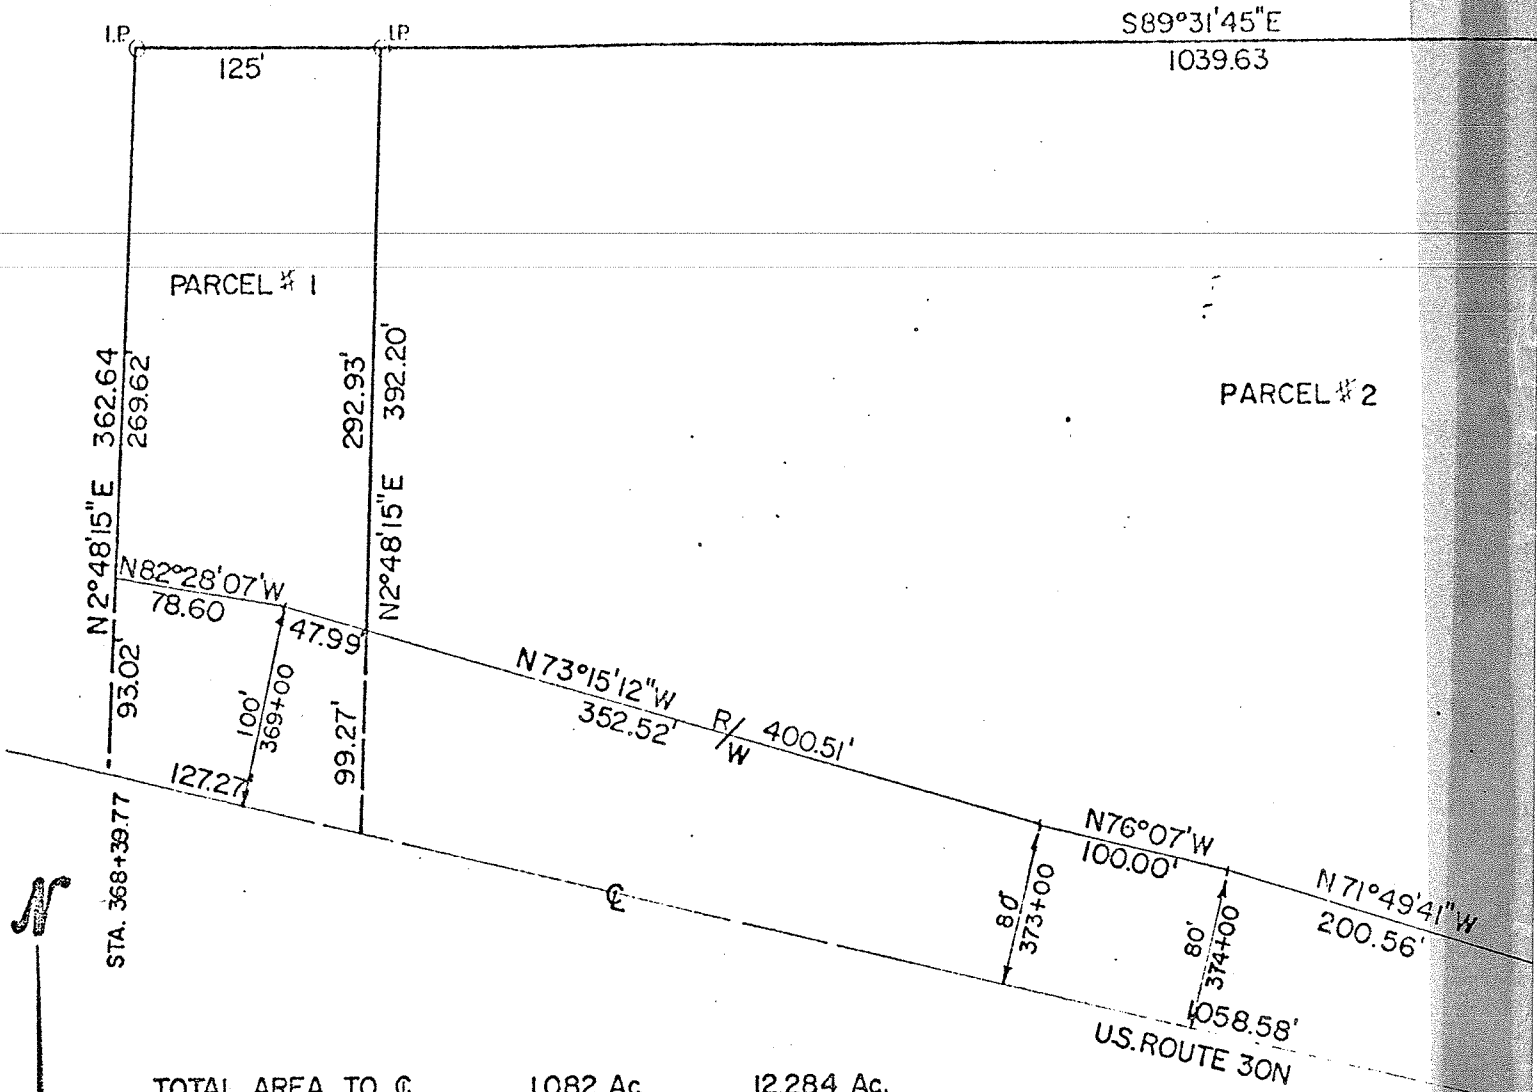 I.P.
I.P.
S89°31'45"E
125'
1039.63
PARCEL # 1
PARCEL # 2
N2°48'15"E 362.64
269.62'
292.93'
N2°48'15"E 392.20'
N82°28'07"W
78.60
47.99'
93.02'
100'
369+00
99.27'
127.27'
N73°15'12"W
352.52'
R/W
400.51'
N76°07'W
100.00'
N71°49'41"W
200.56'
80'
373+00
80'
374+00
STA. 368+39.77
N
℄
1058.58'
U.S. ROUTE 30N
TOTAL AREA TO ℄ 1.082 Ac. 12.284 Ac.